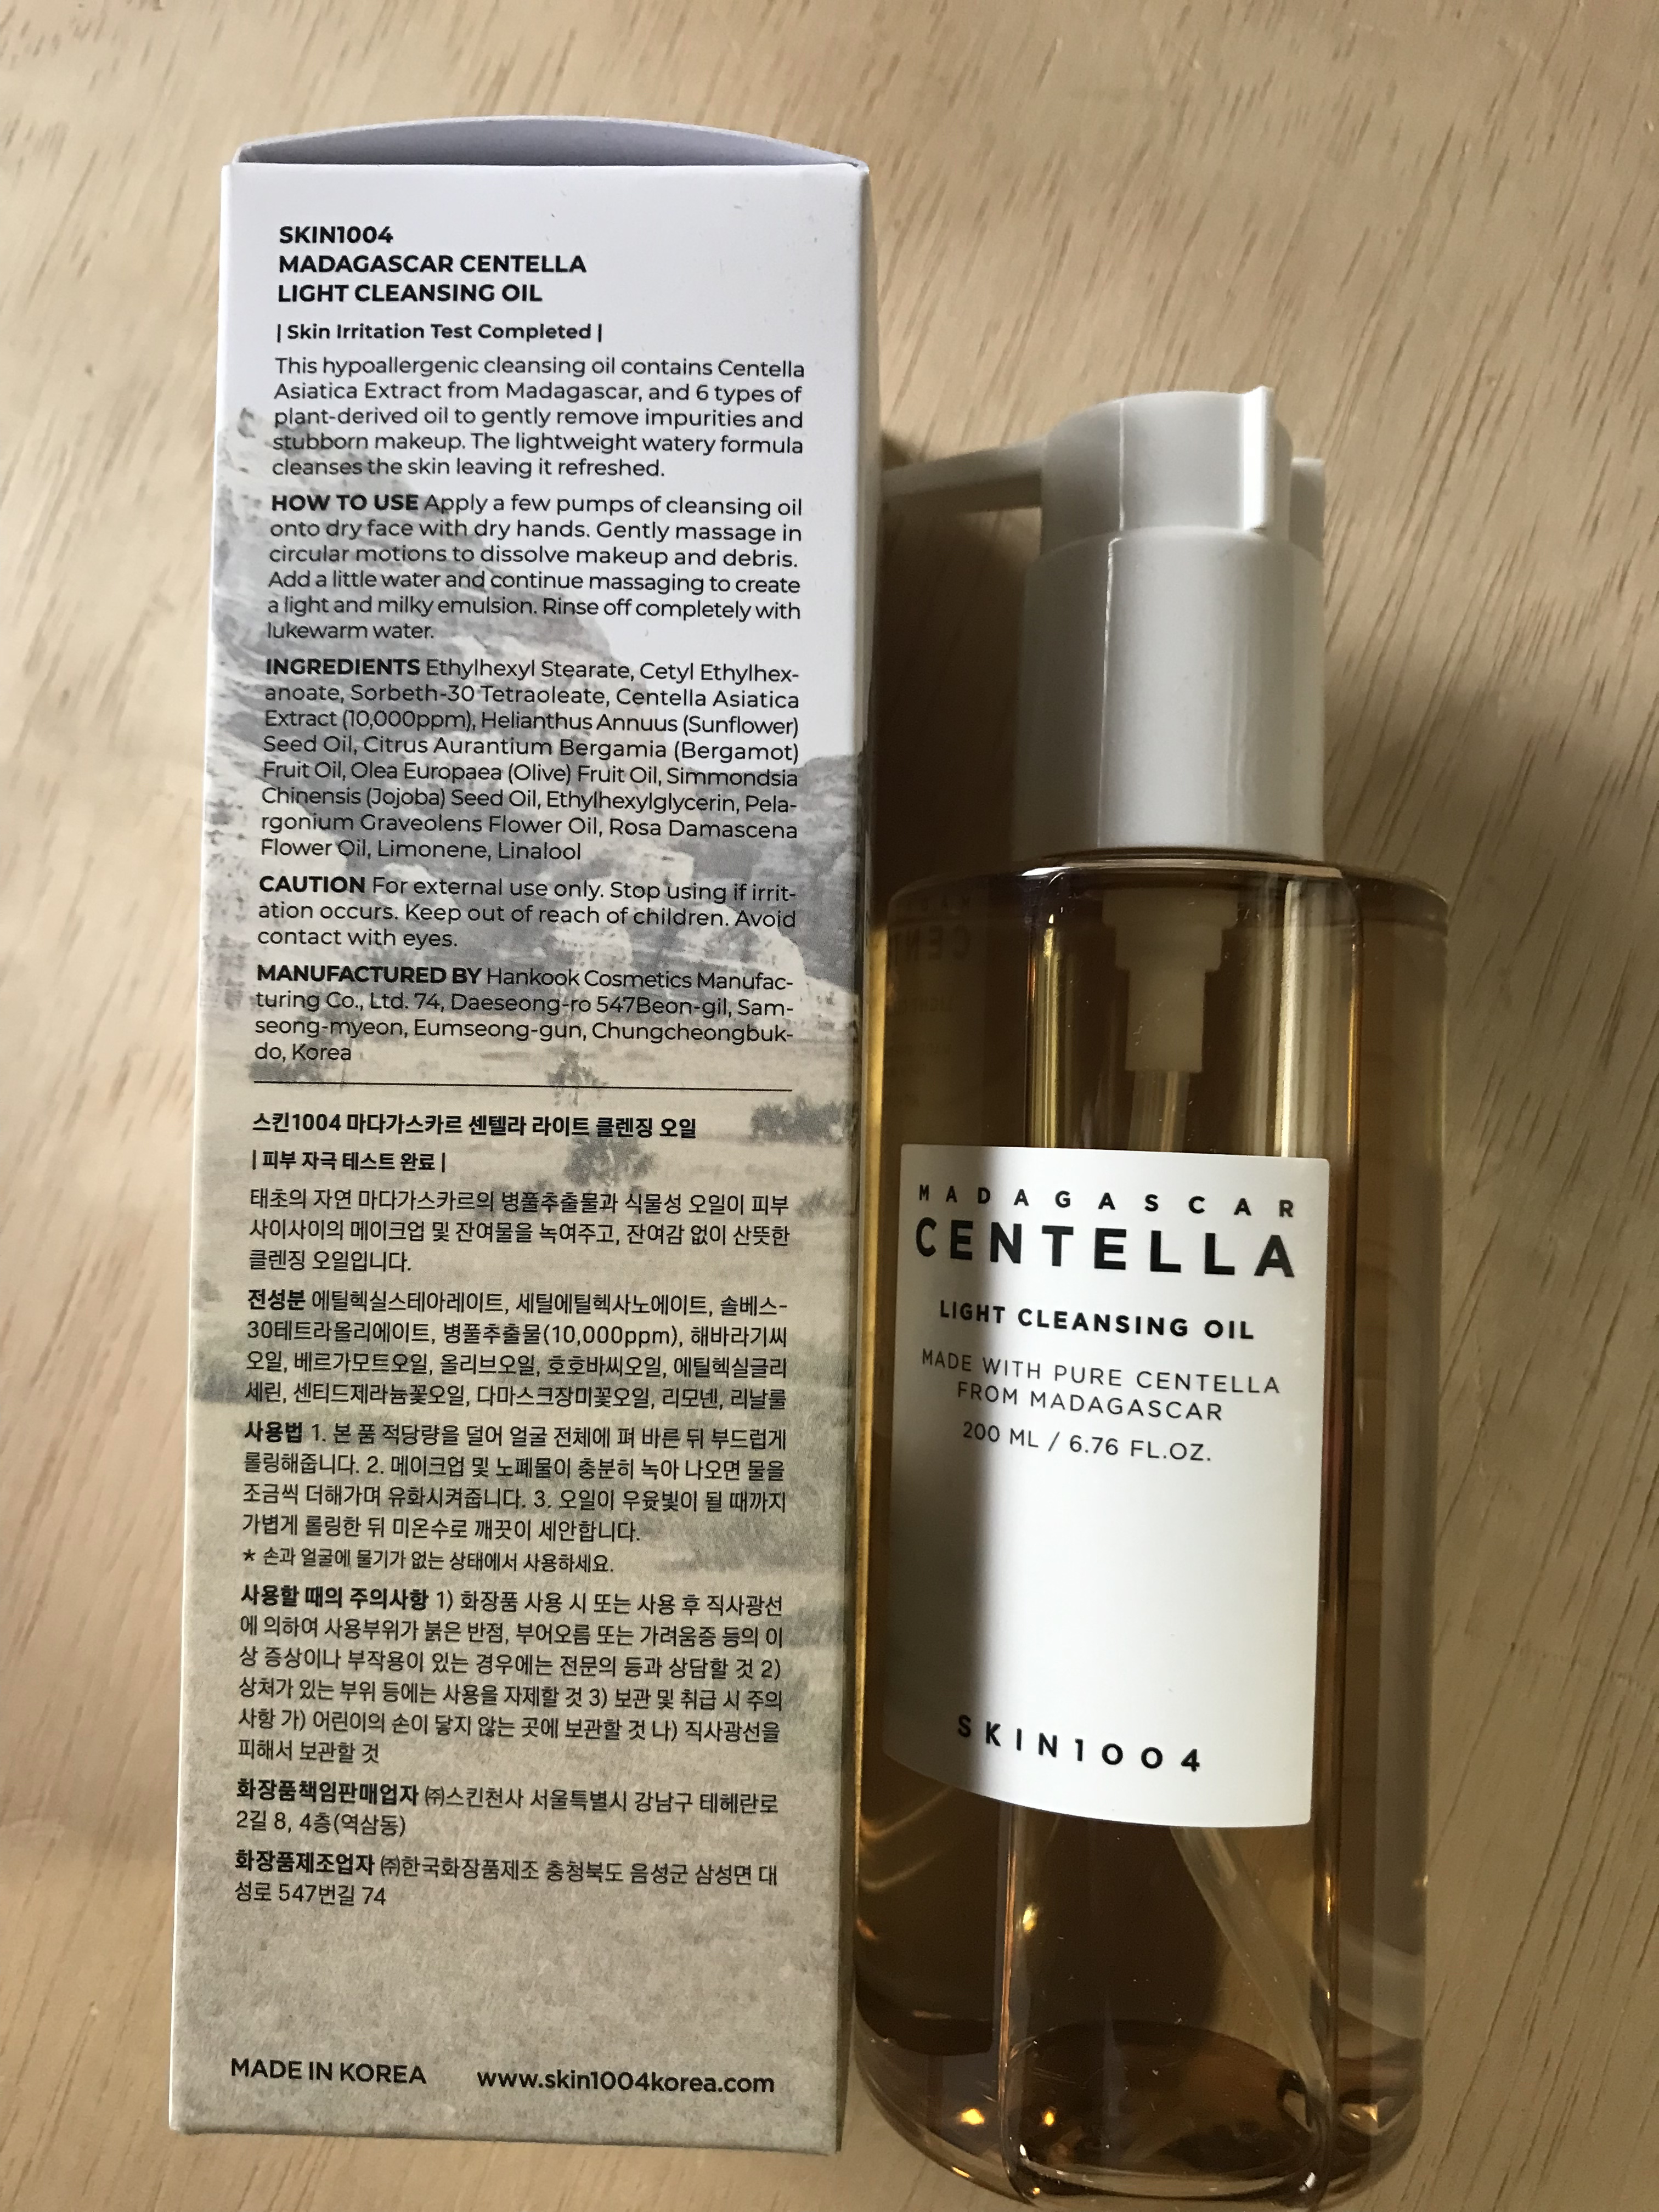 SKIN1004
MADAGASCAR CENTELLA
LIGHT CLEANSING OIL
| Skin Irritation Test Completed |
This hypoallergenic cleansing oil contains Centella
Asiatica Extract from Madagascar, and 6 types of
plant-derived oil to gently remove impurities and
stubborn makeup. The lightweight watery formula
cleanses the skin leaving it refreshed.
HOW TO USE Apply a few pumps of cleansing oil
onto dry face with dry hands. Gently massage in
circular motions to dissolve makeup and debris.
Add a little water and continue massaging to create
a light and milky emulsion. Rinse off completely with
lukewarm water.
INGREDIENTS Ethylhexyl Stearate, Cetyl Ethylhex-
anoate, Sorbeth-30 Tetraoleate, Centella Asiatica
Extract (10,000ppm), Helianthus Annuus (Sunflower)
Seed Oil, Citrus Aurantium Bergamia (Bergamot)
Fruit Oil, Olea Europaea (Olive) Fruit Oil, Simmondsia
Chinensis (Jojoba) Seed Oil, Ethylhexylglycerin, Pela-
rgonium Graveolens Flower Oil, Rosa Damascena
Flower Oil, Limonene, Linalool
CAUTION For external use only. Stop using if irrit-
ation occurs. Keep out of reach of children. Avoid
contact with eyes.
MANUFACTURED BY Hankook Cosmetics Manufac-
turing Co., Ltd. 74, Daeseong-ro 547Beon-gil, Sam-
seong-myeon, Eumseong-gun, Chungcheongbuk-
do, Korea
스킨1004 마다가스카르 센텔라 라이트 클렌징 오일
| 피부 자극 테스트 완료 |
태초의 자연 마다가스카르의 병풀추출물과 식물성 오일이 피부
사이사이의 메이크업 및 잔여물을 녹여주고, 잔여감 없이 산뜻한
클렌징 오일입니다.
전성분 에틸헥실스테아레이트, 세틸에틸헥사노에이트, 솔베스-
30테트라올리에이트, 병풀추출물(10,000ppm), 해바라기씨
오일, 베르가모트오일, 올리브오일, 호호바씨오일, 에틸헥실글리
세린, 센티드제라늄꽃오일, 다마스크장미꽃오일, 리모넨, 리날룰
사용법 1. 본 품 적당량을 덜어 얼굴 전체에 펴 바른 뒤 부드럽게
롤링해줍니다. 2. 메이크업 및 노폐물이 충분히 녹아 나오면 물을
조금씩 더해가며 유화시켜줍니다. 3. 오일이 우윳빛이 될 때까지
가볍게 롤링한 뒤 미온수로 깨끗이 세안합니다.
* 손과 얼굴에 물기가 없는 상태에서 사용하세요.
사용할 때의 주의사항 1) 화장품 사용 시 또는 사용 후 직사광선
에 의하여 사용부위가 붉은 반점, 부어오름 또는 가려움증 등의 이
상 증상이나 부작용이 있는 경우에는 전문의 등과 상담할 것 2)
상처가 있는 부위 등에는 사용을 자제할 것 3) 보관 및 취급 시 주의
사항 가) 어린이의 손이 닿지 않는 곳에 보관할 것 나) 직사광선을
피해서 보관할 것
화장품책임판매업자 ㈜스킨천사 서울특별시 강남구 테헤란로
2길 8, 4층(역삼동)
화장품제조업자 ㈜한국화장품제조 충청북도 음성군 삼성면 대
성로 547번길 74
MADE IN KOREA www.skin1004korea.com
MADAGASCAR
CENTELLA
LIGHT CLEANSING OIL
MADE WITH PURE CENTELLA
FROM MADAGASCAR
200 ML / 6.76 FL.OZ.
SKIN1004